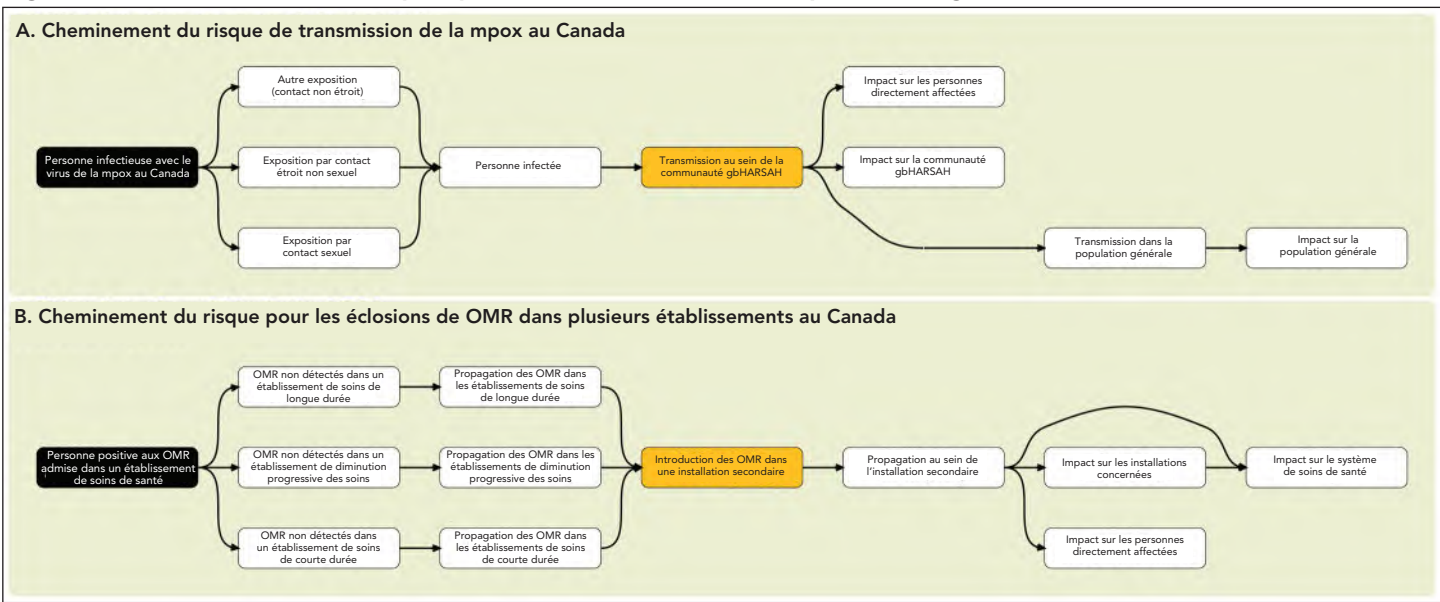 A. Cheminement du risque de transmission de la mpox au Canada
Personne infectieuse avec le
virus de la mpox au Canada
Autre exposition
(contact non étroit)
Exposition par contact
étroit non sexuel
Exposition par
contact sexuel
Personne infectée
Transmission au sein de la
communauté gbHARSAH
Impact sur les personnes
directement affectées
Impact sur la communauté
gbHARSAH
Transmission dans la
population générale
Impact sur la
population générale
B. Cheminement du risque pour les éclosions de OMR dans plusieurs établissements au Canada
Personne positive aux OMR
admise dans un établissement
de soins de santé
OMR non détectés dans un
établissement de soins de
longue durée
Propagation des OMR dans
les établissements de soins
de longue durée
OMR non détectés dans un
établissement de diminution
progressive des soins
Propagation des OMR dans les
établissements de diminution
progressive des soins
OMR non détectés dans
un établissement de soins
de courte durée
Propagation des OMR dans
les établissements de soins
de courte durée
Introduction des OMR dans
une installation secondaire
Propagation au sein de
l'installation secondaire
Impact sur les installations
concernées
Impact sur le système
de soins de santé
Impact sur les personnes
directement affectées